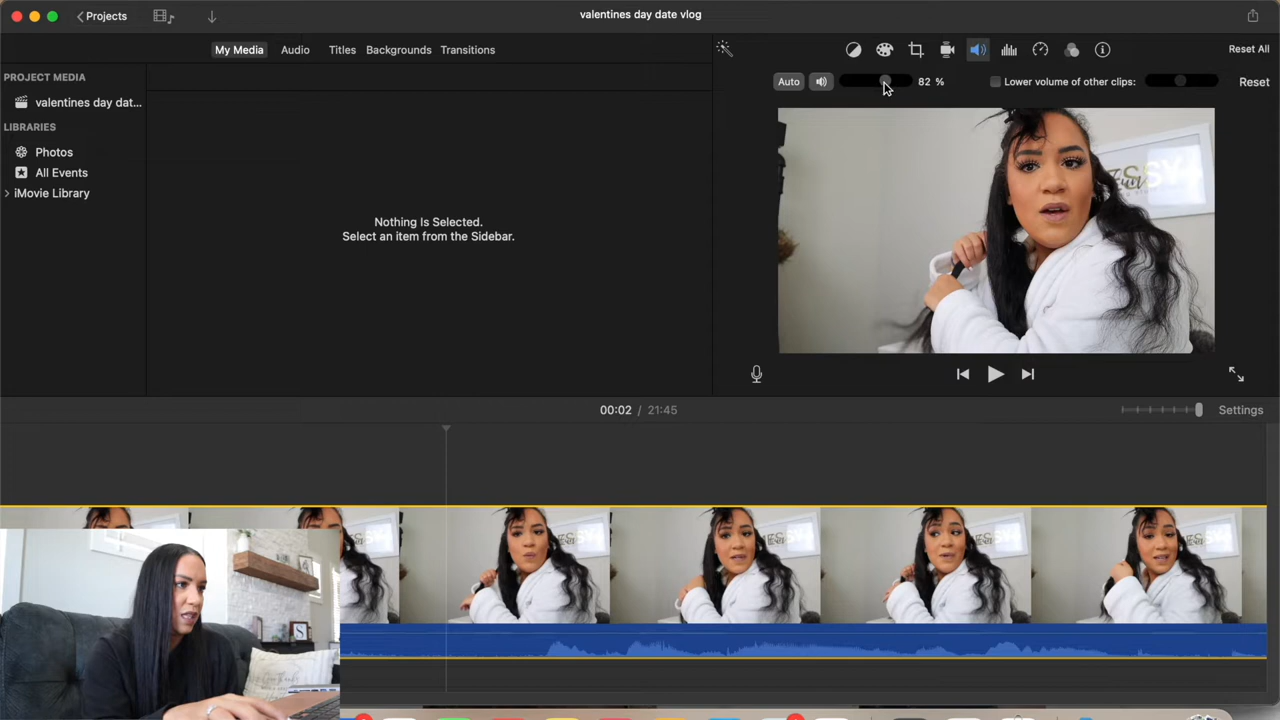 Projects
valentines day date vlog
My Media Audio Titles Backgrounds Transitions
Reset All
PROJECT MEDIA
valentines day dat...
LIBRARIES
Photos
All Events
iMovie Library
Nothing Is Selected.
Select an item from the Sidebar.
Auto 82 % Lower volume of other clips: Reset
00:02 / 21:45 Settings